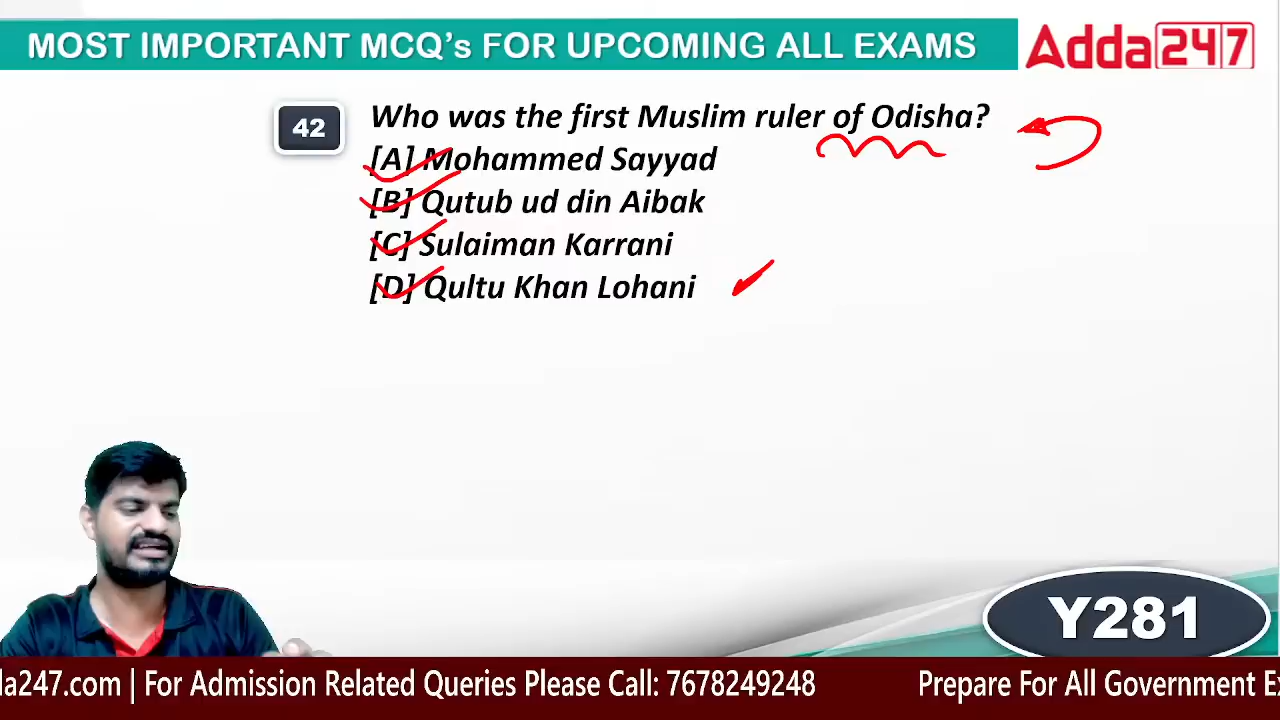 MOST IMPORTANT MCQ's FOR UPCOMING ALL EXAMS
Adda247
42
Who was the first Muslim ruler of Odisha?
[A] Mohammed Sayyad
[B] Qutub ud din Aibak
[C] Sulaiman Karrani
[D] Qultu Khan Lohani
Y281
da247.com | For Admission Related Queries Please Call: 7678249248
Prepare For All Government Ex